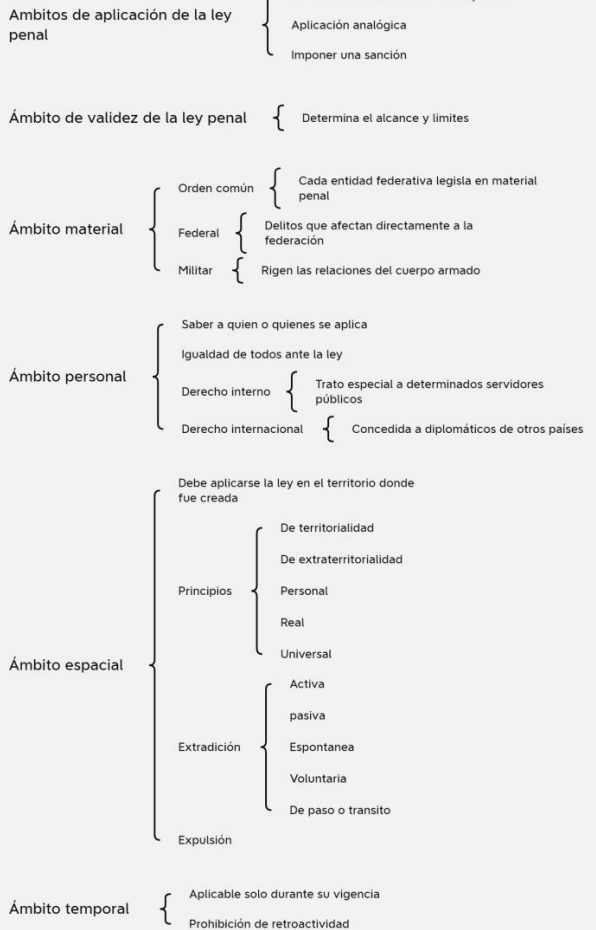 Ambitos de aplicación de la ley
penal
Aplicación analógica
Imponer una sanción
Ámbito de validez de la ley penal
Determina el alcance y limites
Ámbito material
Orden común
Cada entidad federativa legisla en material
penal
Federal
Delitos que afectan directamente a la
federación
Militar
Rigen las relaciones del cuerpo armado
Ámbito personal
Saber a quien o quienes se aplica
Igualdad de todos ante la ley
Derecho interno
Trato especial a determinados servidores
públicos
Derecho internacional
Concedida a diplomáticos de otros países
Ámbito espacial
Debe aplicarse la ley en el territorio donde
fue creada
Principios
De territorialidad
De extraterritorialidad
Personal
Real
Universal
Extradición
Activa
pasiva
Espontanea
Voluntaria
De paso o transito
Expulsión
Ámbito temporal
Aplicable solo durante su vigencia
Prohibición de retroactividad